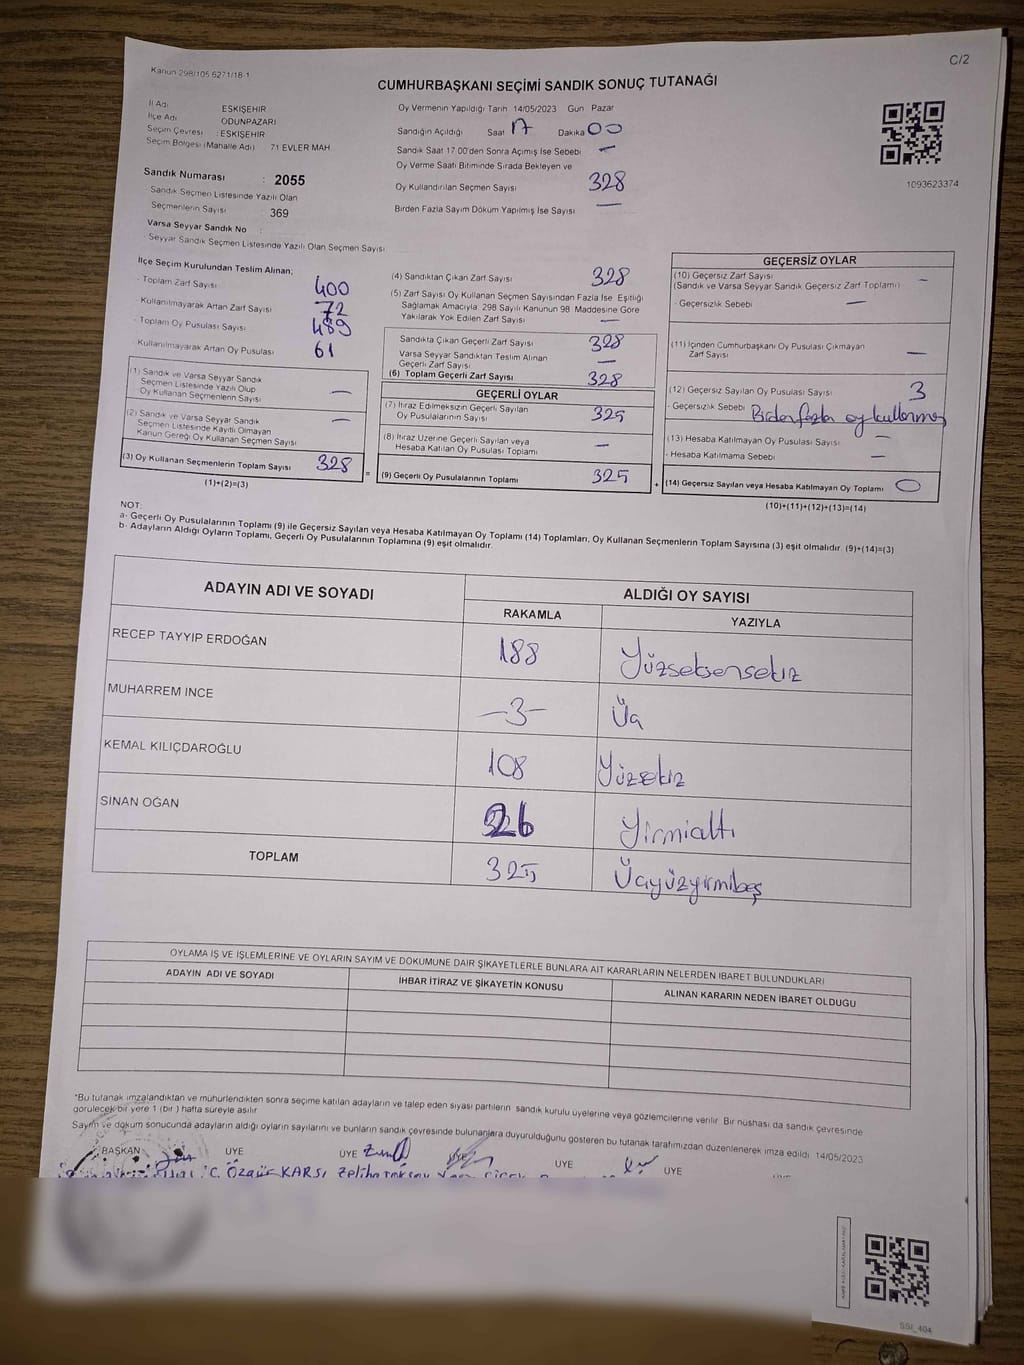 Kanun 298/105 6271/18-1
C/2
CUMHURBAŞKANI SEÇİMİ SANDIK SONUÇ TUTANAĞI
İl Adı ESKİŞEHİR
İlçe Adı ODUNPAZARI
Seçim Çevresi : ESKİŞEHİR
Seçim Bölgesi (Mahalle Adı) 71 EVLER MAH.
Sandık Numarası : 2055
- Sandık Seçmen Listesinde Yazılı Olan
Seçmenlerin Sayısı 369
Varsa Seyyar Sandık No :
- Seyyar Sandık Seçmen Listesinde Yazılı Olan Seçmen Sayısı
Oy Vermenin Yapıldığı Tarih 14/05/2023 Gün Pazar
Sandığın Açıldığı Saat 17 Dakika 00
Sandık Saat 17.00'den Sonra Açımış İse Sebebi —
Oy Verme Saati Bitiminde Sırada Bekleyen ve
Oy Kullandırılan Seçmen Sayısı 328
Birden Fazla Sayım Döküm Yapılmış İse Sayısı —
1093623374
İlçe Seçim Kurulundan Teslim Alınan;
- Toplam Zarf Sayısı 400
- Kullanılmayarak Artan Zarf Sayısı 72
- Toplam Oy Pusulası Sayısı 489
- Kullanılmayarak Artan Oy Pusulası 61
(1) Sandık ve Varsa Seyyar Sandık
Seçmen Listesinde Yazılı Olup
Oy Kullanan Seçmenlerin Sayısı —
(2) Sandık ve Varsa Seyyar Sandık
Seçmen Listesinde Kayıtlı Olmayan
Kanun Gereği Oy Kullanan Seçmen Sayısı —
(3) Oy Kullanan Seçmenlerin Toplam Sayısı 328
(1)+(2)=(3)
=
(4) Sandıktan Çıkan Zarf Sayısı 328
(5) Zarf Sayısı Oy Kullanan Seçmen Sayısından Fazla İse, Eşitliği
Sağlamak Amacıyla, 298 Sayılı Kanunun 98. Maddesine Göre
Yakılarak Yok Edilen Zarf Sayısı —
Sandıkta Çıkan Geçerli Zarf Sayısı 328
Varsa Seyyar Sandıktan Teslim Alınan
Geçerli Zarf Sayısı —
(6) Toplam Geçerli Zarf Sayısı 328
GEÇERLİ OYLAR
(7) İtiraz Edilmeksizin Geçerli Sayılan
Oy Pusulalarının Sayısı 325
(8) İtiraz Üzerine Geçerli Sayılan veya
Hesaba Katılan Oy Pusulası Toplamı —
(9) Geçerli Oy Pusulalarının Toplamı 325
+
GEÇERSİZ OYLAR
(10) Geçersiz Zarf Sayısı —
(Sandık ve Varsa Seyyar Sandık Geçersiz Zarf Toplamı)
- Geçersizlik Sebebi —
(11) İçinden Cumhurbaşkanı Oy Pusulası Çıkmayan
Zarf Sayısı —
(12) Geçersiz Sayılan Oy Pusulası Sayısı 3
- Geçersizlik Sebebi Birden fazla oy kullanmış
(13) Hesaba Katılmayan Oy Pusulası Sayısı —
- Hesaba Katılmama Sebebi —
(14) Geçersiz Sayılan veya Hesaba Katılmayan Oy Toplamı 0
(10)+(11)+(12)+(13)=(14)
NOT:
a- Geçerli Oy Pusulalarının Toplamı (9) ile Geçersiz Sayılan veya Hesaba Katılmayan Oy Toplamı (14) Toplamları, Oy Kullanan Seçmenlerin Toplam Sayısına (3) eşit olmalıdır. (9)+(14)=(3)
b- Adayların Aldığı Oyların Toplamı, Geçerli Oy Pusulalarının Toplamına (9) eşit olmalıdır.
ADAYIN ADI VE SOYADI ALDIĞI OY SAYISI
RAKAMLA YAZIYLA
RECEP TAYYIP ERDOĞAN 188 Yüzseksensekiz
MUHARREM İNCE -3- Üç
KEMAL KILIÇDAROĞLU 108 Yüzsekiz
SİNAN OĞAN 26 Yirmialtı
TOPLAM 325 Üçyüzyirmibeş
OYLAMA İŞ VE İŞLEMLERİNE VE OYLARIN SAYIM VE DÖKÜMÜNE DAİR ŞİKAYETLERLE BUNLARA AİT KARARLARIN NELERDEN İBARET BULUNDUKLARI
ADAYIN ADI VE SOYADI İHBAR İTİRAZ VE ŞİKAYETİN KONUSU ALINAN KARARIN NEDEN İBARET OLDUĞU
*Bu tutanak imzalandıktan ve mühürlendikten sonra seçime katılan adayların ve talep eden siyasi partilerin sandık kurulu üyelerine veya gözlemcilerine verilir. Bir nüshası da sandık çevresinde
görülecek bir yere 1 (bir ) hafta süreyle asılır.
Sayım ve döküm sonucunda adayların aldığı oyların sayılarını ve bunların sandık çevresinde bulunanlara duyurulduğunu gösteren bu tutanak tarafımızdan düzenlenerek imza edildi. 14/05/2023
BAŞKAN ÜYE ÜYE ÜYE ÜYE ÜYE
Özgür KARSI Zeliha
SSI_404